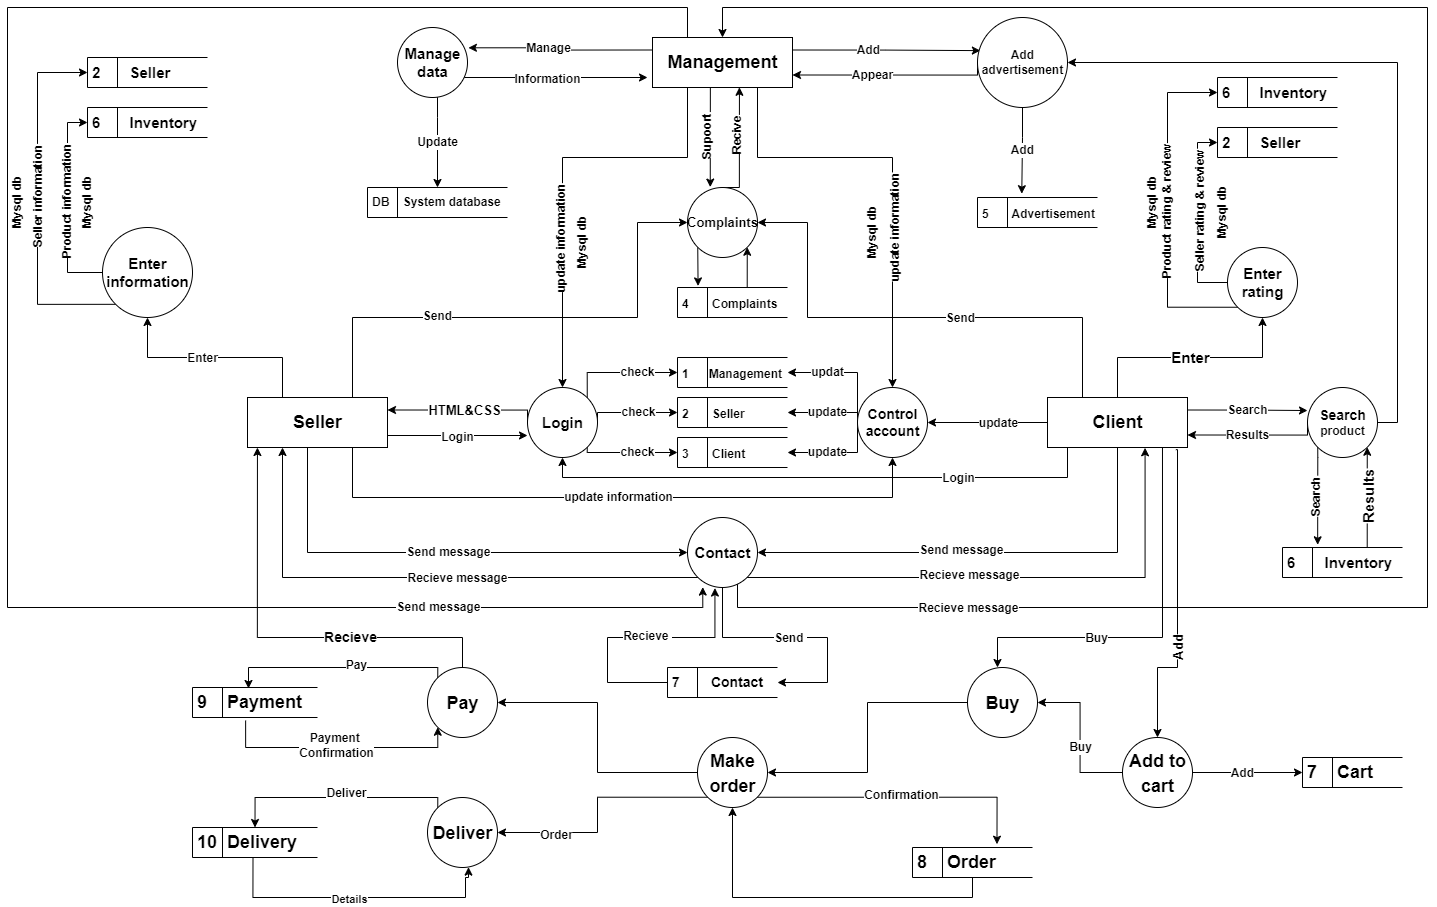 Manage
data
Manage
Information
Management
Add
Appear
Add
advertisement
2 Seller
6 Inventory
Mysql db
Seller information
Product information
Mysql db
Update
DB System database
Supoort
Recive
Add
5 Advertisement
6 Inventory
2 Seller
Mysql db
Product rating & review
Seller rating & review
Mysql db
update information
Mysql db
Complaints
Mysql db
update information
Enter
information
Enter
rating
4 Complaints
Send
Send
Enter
Enter
check
1 Management
updat
Seller
HTML&CSS
Login
Login
check
2 Seller
update
Control
account
update
Client
Search
Results
Search
product
check
3 Client
update
Login
update information
Search
Results
Send message
Contact
Send message
Recieve message
Recieve message
6 Inventory
Send message
Recieve message
Recieve
Recieve
Send
Buy
Add
Pay
9 Payment
Pay
7 Contact
Buy
Payment
Confirmation
Buy
Make
order
Add to
cart
Add
7 Cart
Deliver
Confirmation
10 Delivery
Deliver
Order
8 Order
Details